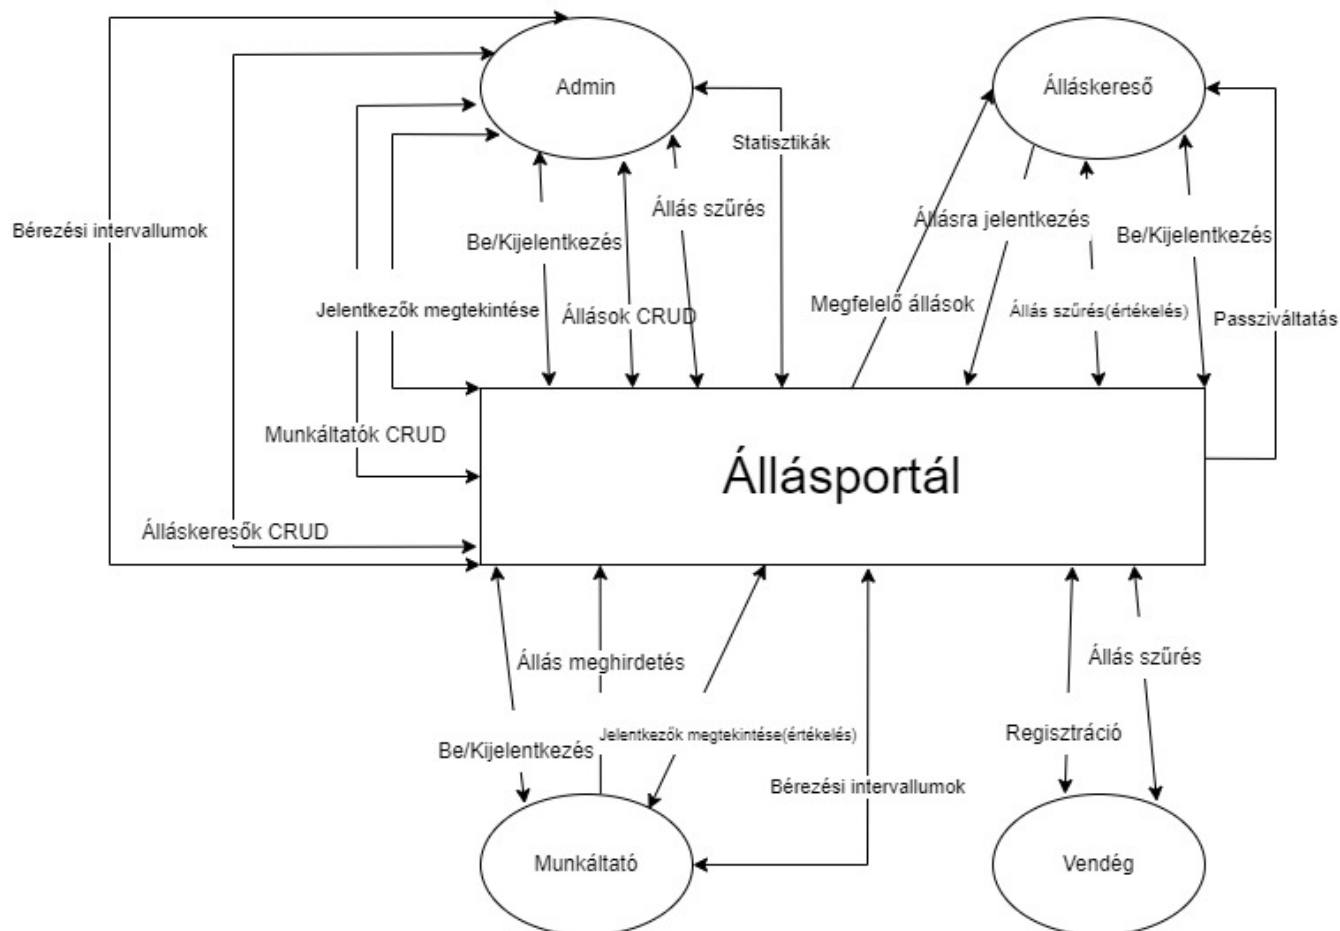 Admin
Álláskereső
Statisztikák
Állás szűrés
Állásra jelentkezés
Bérezési intervallumok
Be/Kijelentkezés
Be/Kijelentkezés
Megfelelő állások
Jelentkezők megtekintése
Állások CRUD
Állás szűrés(értékelés)
Passziváltatás
Munkáltatók CRUD
Állásportál
Álláskeresők CRUD
Állás meghirdetés
Állás szűrés
Jelentkezők megtekintése(értékelés)
Regisztráció
Be/Kijelentkezés
Bérezési intervallumok
Munkáltató
Vendég